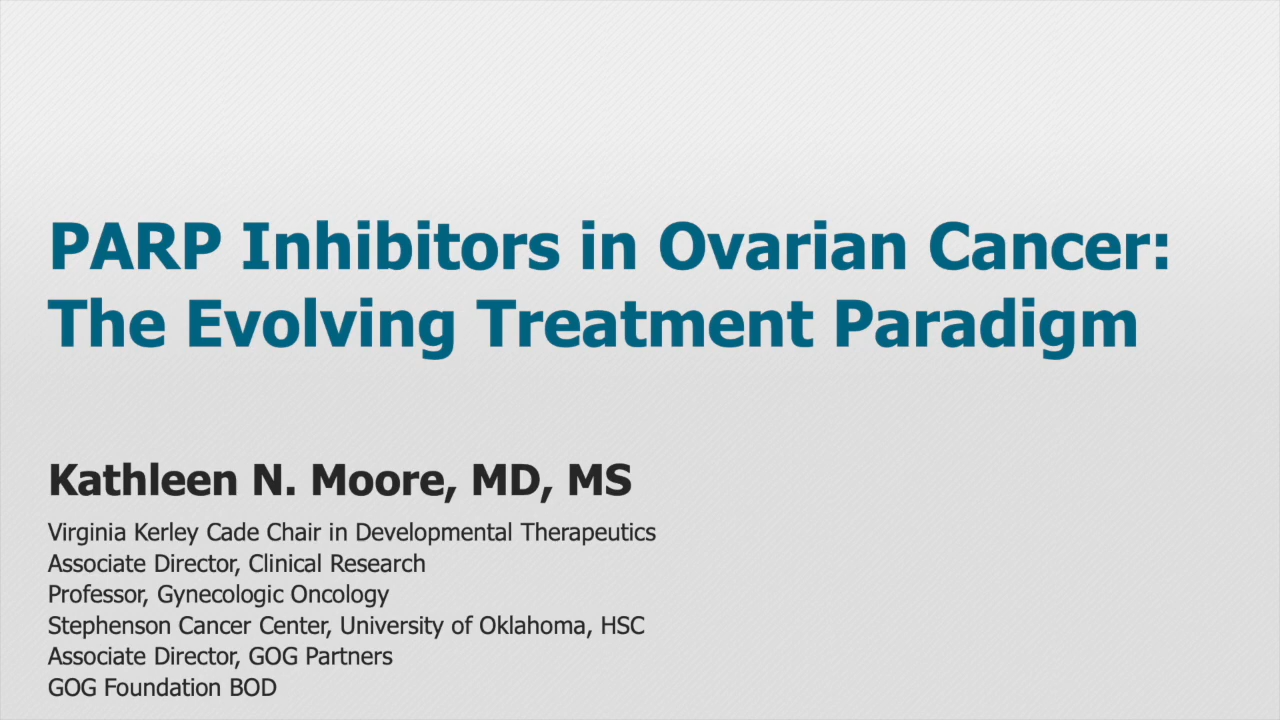 PARP Inhibitors in Ovarian Cancer:
The Evolving Treatment Paradigm
Kathleen N. Moore, MD, MS
Virginia Kerley Cade Chair in Developmental Therapeutics
Associate Director, Clinical Research
Professor, Gynecologic Oncology
Stephenson Cancer Center, University of Oklahoma, HSC
Associate Director, GOG Partners
GOG Foundation BOD